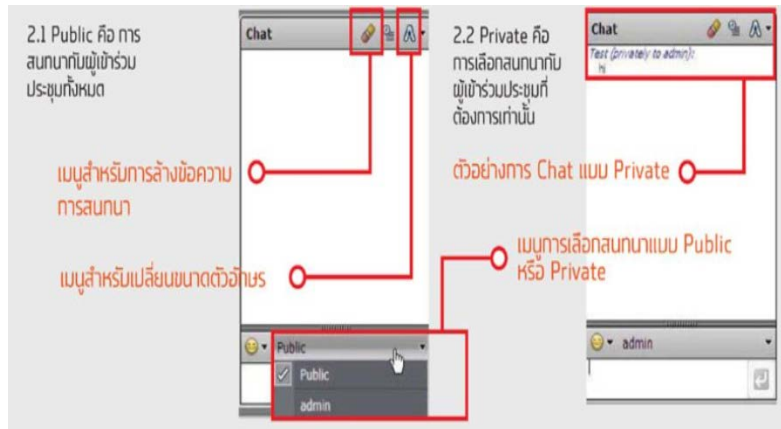 2.1 Public คือ การ
สนทนากับผู้เข้าร่วม
ประชุมทั้งหมด
Chat
เมนูสำหรับการล้างข้อความ
การสนทนา
เมนูสำหรับเปลี่ยนขนาดตัวอักษร
Public
Public
admin
2.2 Private คือ
การเลือกสนทนากับ
ผู้เข้าร่วมประชุมที่
ต้องการเท่านั้น
Chat
Test (privately to admin):
Hi
ตัวอย่างการ Chat แบบ Private
เมนูการเลือกสนทนาแบบ Public
หรือ Private
admin